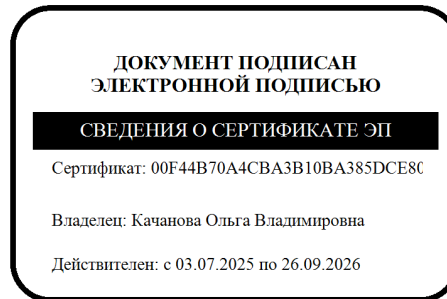 ДОКУМЕНТ ПОДПИСАН
ЭЛЕКТРОННОЙ ПОДПИСЬЮ
СВЕДЕНИЯ О СЕРТИФИКАТЕ ЭП
Сертификат: 00F44B70A4CBA3B10BA385DCE80
Владелец: Качанова Ольга Владимировна
Действителен: с 03.07.2025 по 26.09.2026